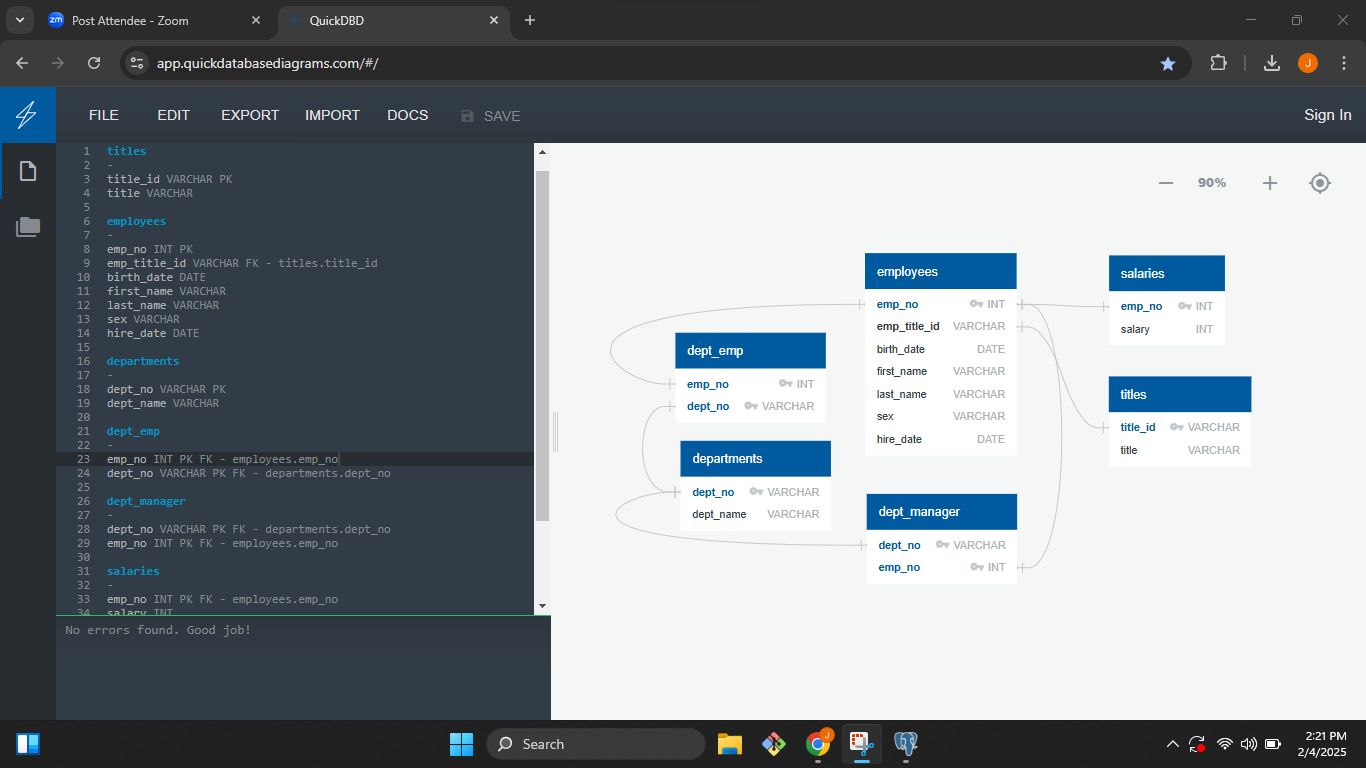 zm Post Attendee - Zoom
QuickDBD
app.quickdatabasediagrams.com/#/
J
FILE EDIT EXPORT IMPORT DOCS SAVE Sign In
1 titles
2 -
3 title_id VARCHAR PK
4 title VARCHAR
5
6 employees
7 -
8 emp_no INT PK
9 emp_title_id VARCHAR FK - titles.title_id
10 birth_date DATE
11 first_name VARCHAR
12 last_name VARCHAR
13 sex VARCHAR
14 hire_date DATE
15
16 departments
17 -
18 dept_no VARCHAR PK
19 dept_name VARCHAR
20
21 dept_emp
22 -
23 emp_no INT PK FK - employees.emp_no
24 dept_no VARCHAR PK FK - departments.dept_no
25
26 dept_manager
27 -
28 dept_no VARCHAR PK FK - departments.dept_no
29 emp_no INT PK FK - employees.emp_no
30
31 salaries
32 -
33 emp_no INT PK FK - employees.emp_no
34 salary INT
No errors found. Good job!
90%
employees
emp_no INT
emp_title_id VARCHAR
birth_date DATE
first_name VARCHAR
last_name VARCHAR
sex VARCHAR
hire_date DATE
salaries
emp_no INT
salary INT
dept_emp
emp_no INT
dept_no VARCHAR
titles
title_id VARCHAR
title VARCHAR
departments
dept_no VARCHAR
dept_name VARCHAR
dept_manager
dept_no VARCHAR
emp_no INT
Search
J
2:21 PM
2/4/2025